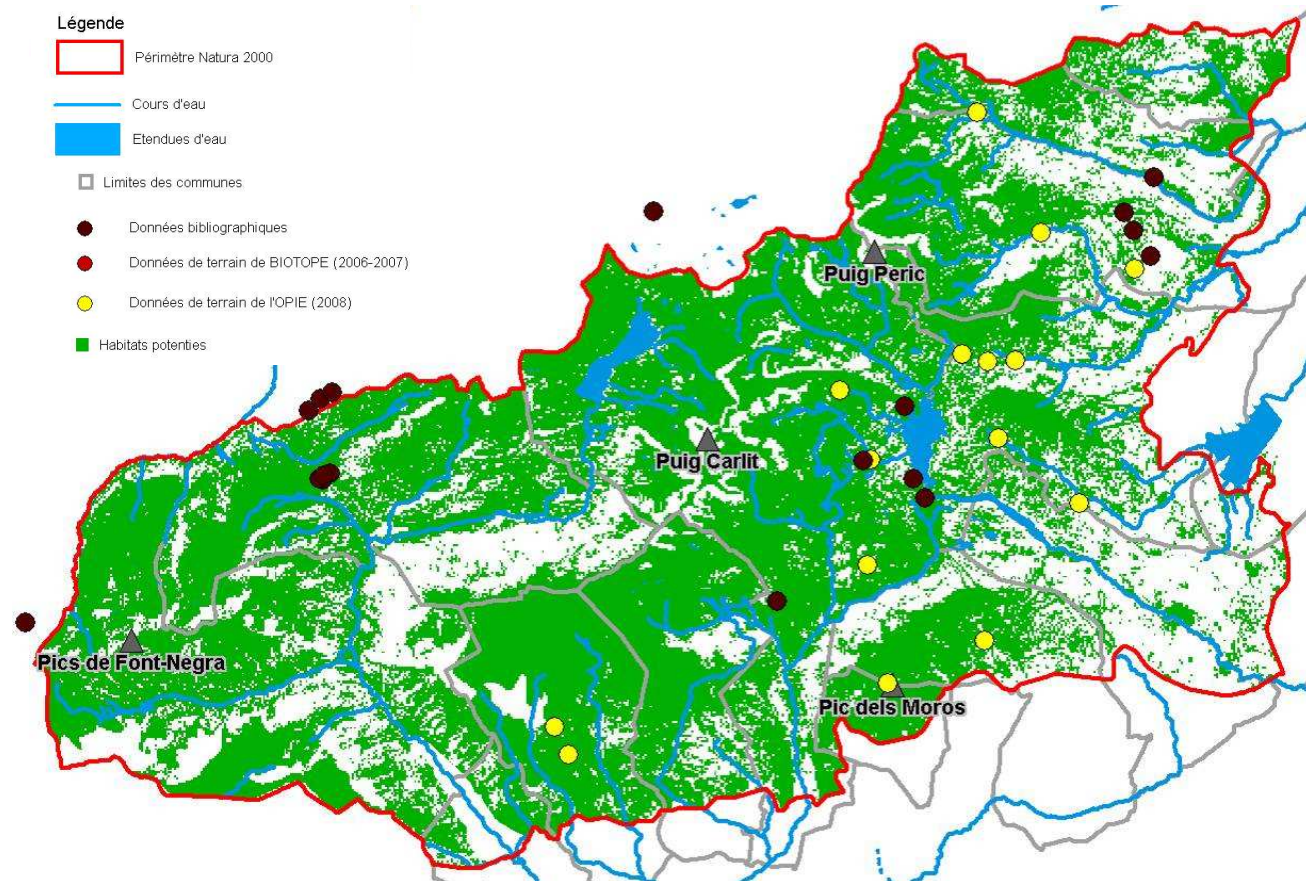 Légende
Périmètre Natura 2000
Cours d'eau
Etendues d'eau
Limites des communes
Données bibliographiques
Données de terrain de BIOTOPE (2006-2007)
Données de terrain de l'OPIE (2008)
Habitats potenties
Puig Peric
Puig Carlit
Pics de Font-Negra
Pic dels Moros